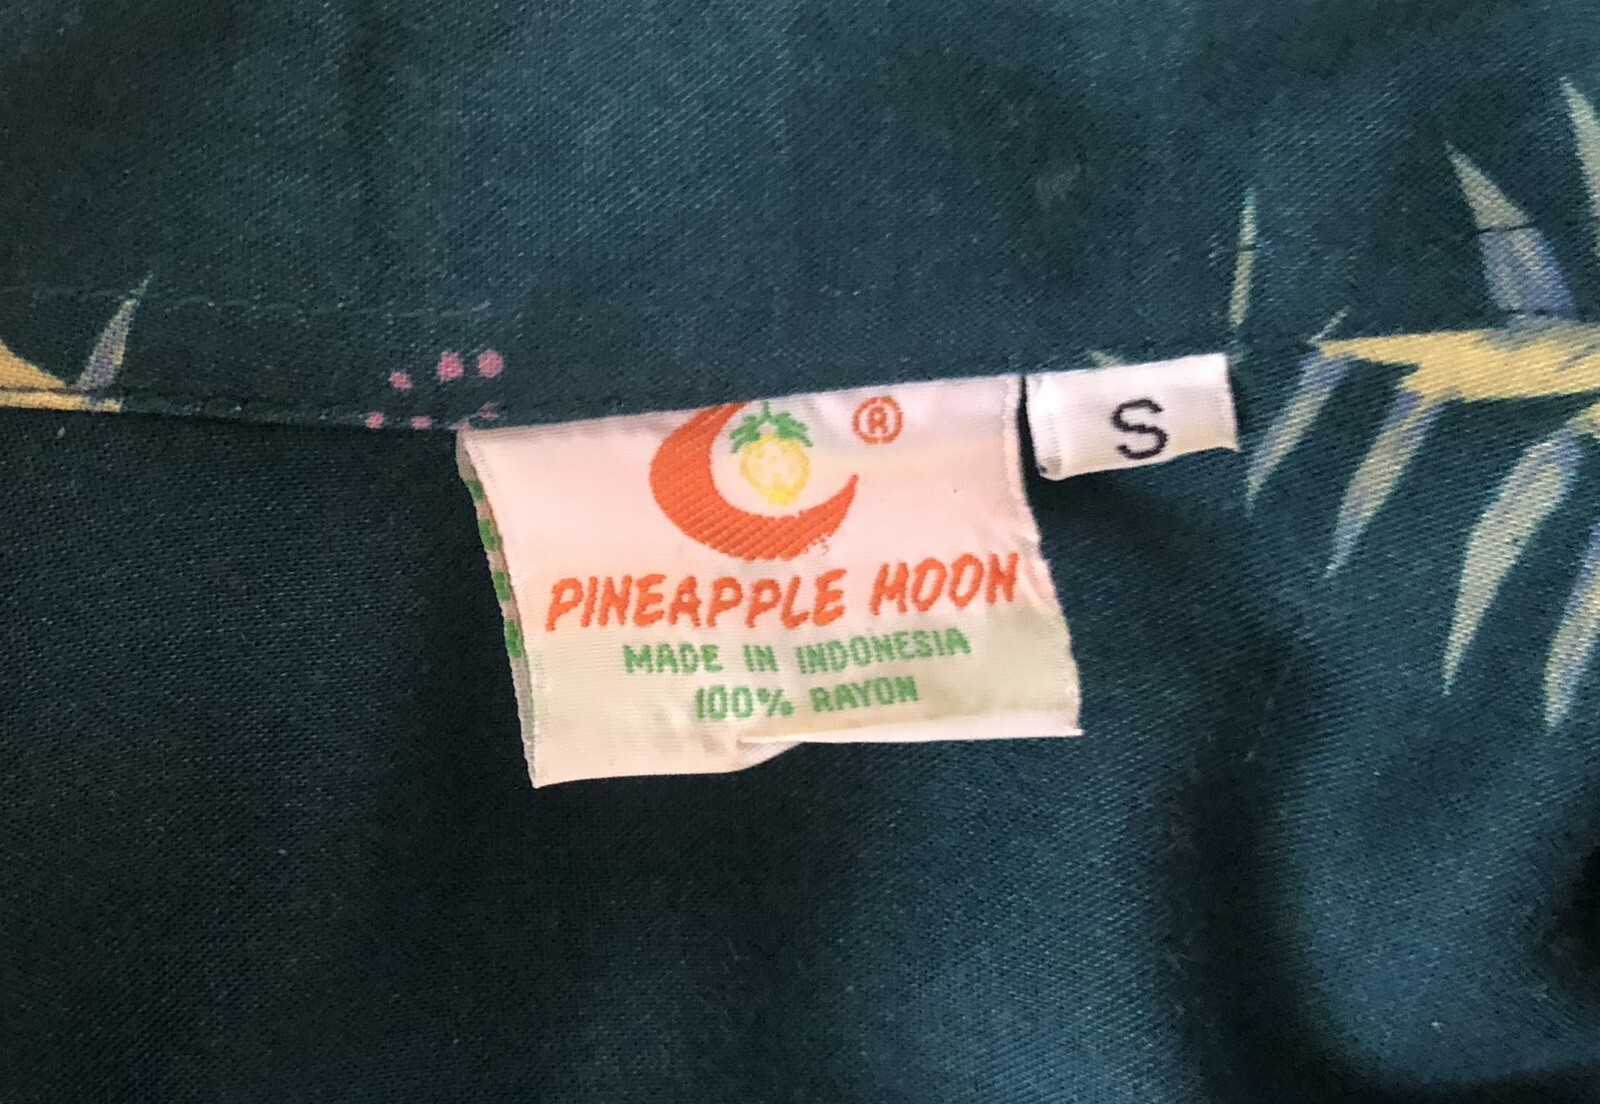 ®
S
PINEAPPLE MOON
MADE IN INDONESIA
100% RAYON